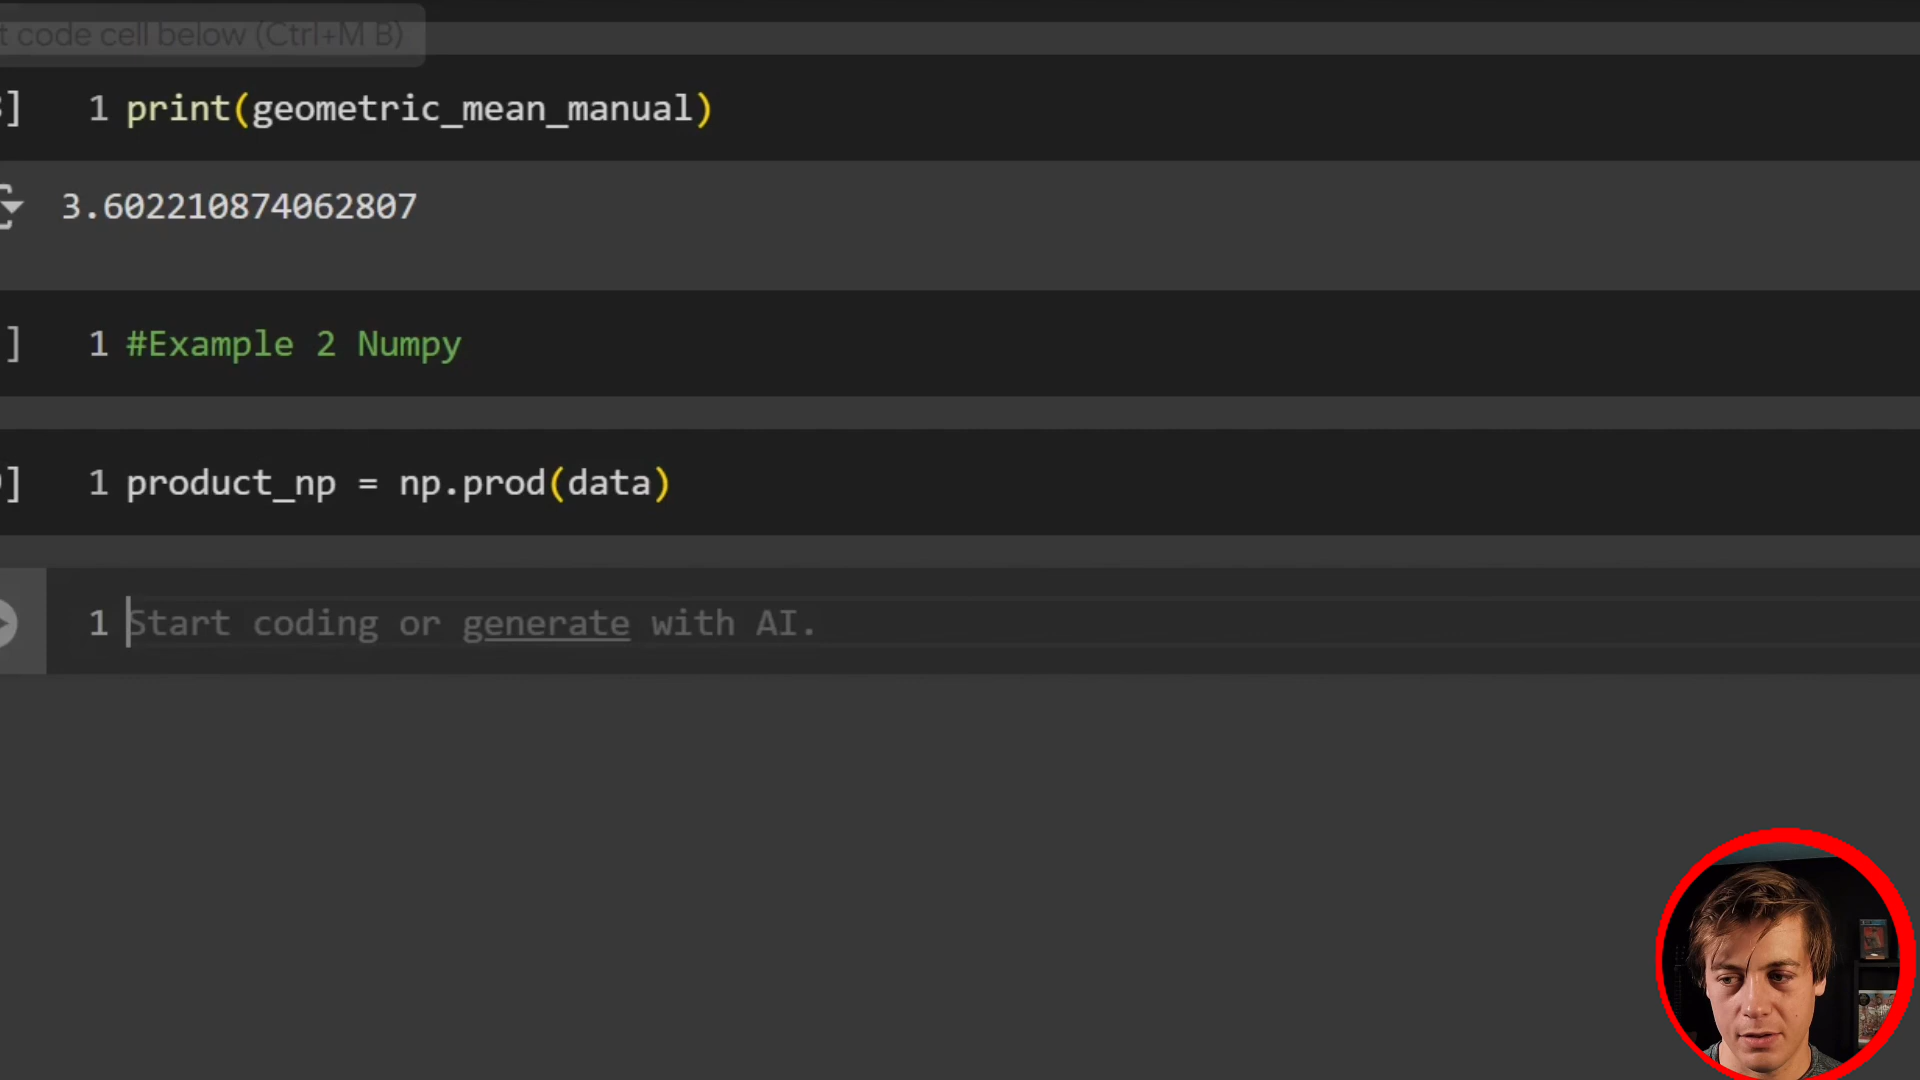 t code cell below (Ctrl+M B)
] 1 print(geometric_mean_manual)
3.602210874062807
] 1 #Example 2 Numpy
] 1 product_np = np.prod(data)
1 Start coding or generate with AI.